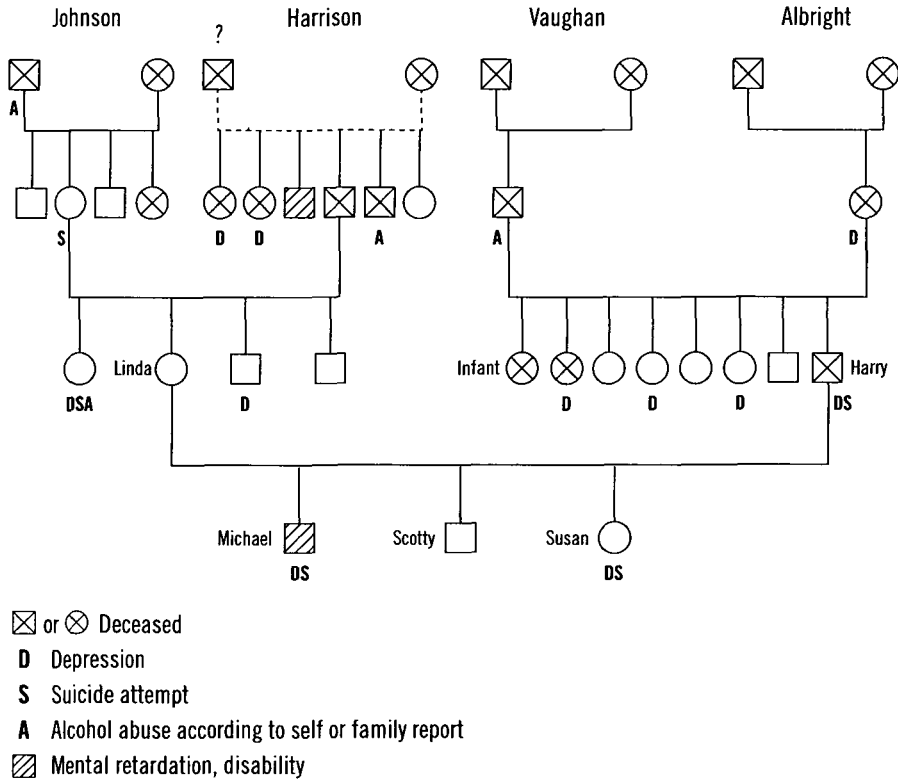 Johnson Harrison Vaughan Albright
?
A
S D D A A D
Linda Infant Harry
DSA D D D D DS
Michael Scotty Susan
DS DS
or Deceased
D Depression
S Suicide attempt
A Alcohol abuse according to self or family report
Mental retardation, disability